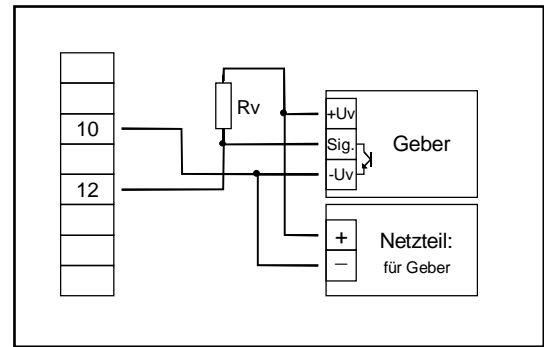 10
12
Rv
+Uv
Sig.
-Uv
Geber
+
–
Netzteil:
für Geber